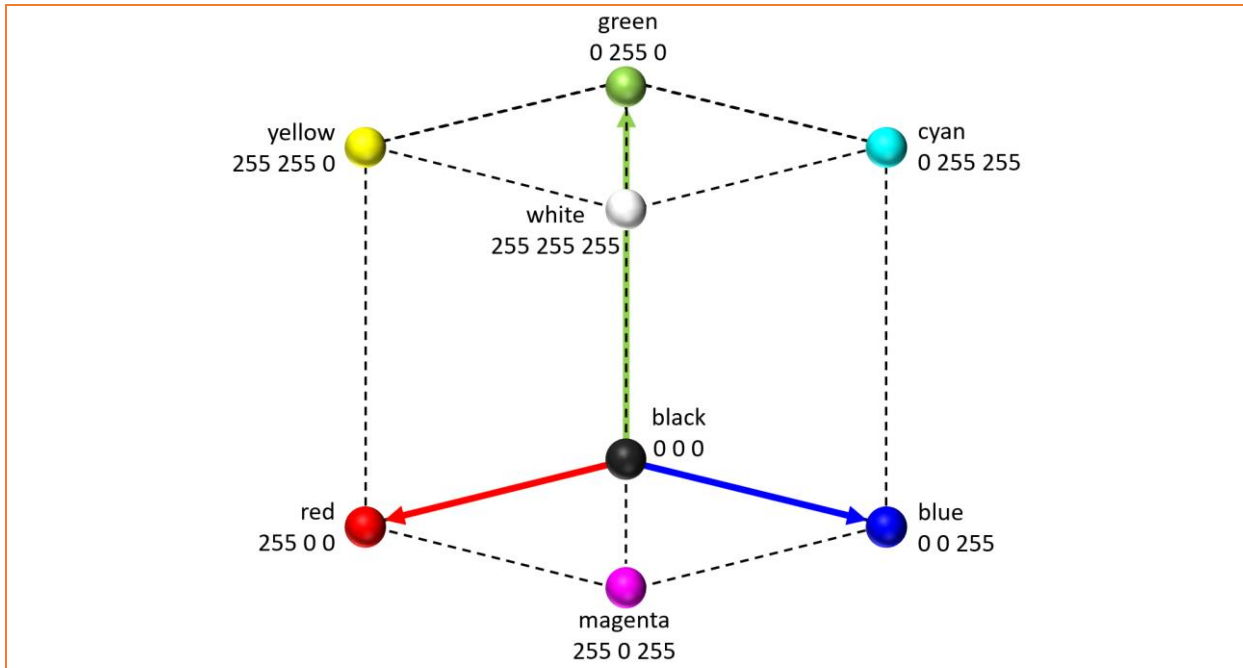 green
0 255 0
yellow
255 255 0
cyan
0 255 255
white
255 255 255
black
0 0 0
red
255 0 0
blue
0 0 255
magenta
255 0 255